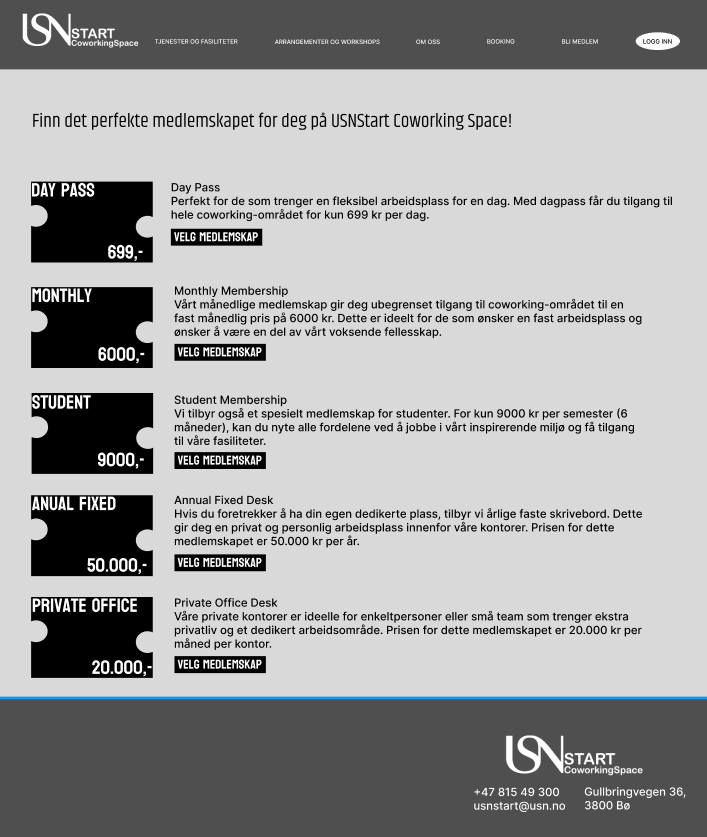 USNSTART
CoworkingSpace
TJENESTER OG FASILITETER
ARRANGEMENTER OG WORKSHOPS
OM OSS
BOOKING
BLI MEDLEM
LOGG INN
Finn det perfekte medlemskapet for deg på USNStart Coworking Space!
DAY PASS
699,-
Day Pass
Perfekt for de som trenger en fleksibel arbeidsplass for en dag. Med dagpass får du tilgang til
hele coworking-området for kun 699 kr per dag.
VELG MEDLEMSKAP
MONTHLY
6000,-
Monthly Membership
Vårt månedlige medlemskap gir deg ubegrenset tilgang til coworking-området til en
fast månedlig pris på 6000 kr. Dette er ideelt for de som ønsker en fast arbeidsplass og
ønsker å være en del av vårt voksende fellesskap.
VELG MEDLEMSKAP
STUDENT
9000,-
Student Membership
Vi tilbyr også et spesielt medlemskap for studenter. For kun 9000 kr per semester (6
måneder), kan du nyte alle fordelene ved å jobbe i vårt inspirerende miljø og få tilgang
til våre fasiliteter.
VELG MEDLEMSKAP
ANUAL FIXED
50.000,-
Annual Fixed Desk
Hvis du foretrekker å ha din egen dedikerte plass, tilbyr vi årlige faste skrivebord. Dette
gir deg en privat og personlig arbeidsplass innenfor våre kontorer. Prisen for dette
medlemskapet er 50.000 kr per år.
VELG MEDLEMSKAP
PRIVATE OFFICE
20.000,-
Private Office Desk
Våre private kontorer er ideelle for enkeltpersoner eller små team som trenger ekstra
privatliv og et dedikert arbeidsområde. Prisen for dette medlemskapet er 20.000 kr per
måned per kontor.
VELG MEDLEMSKAP
USNSTART
CoworkingSpace
+47 815 49 300
usnstart@usn.no
Gullbringvegen 36,
3800 Bø